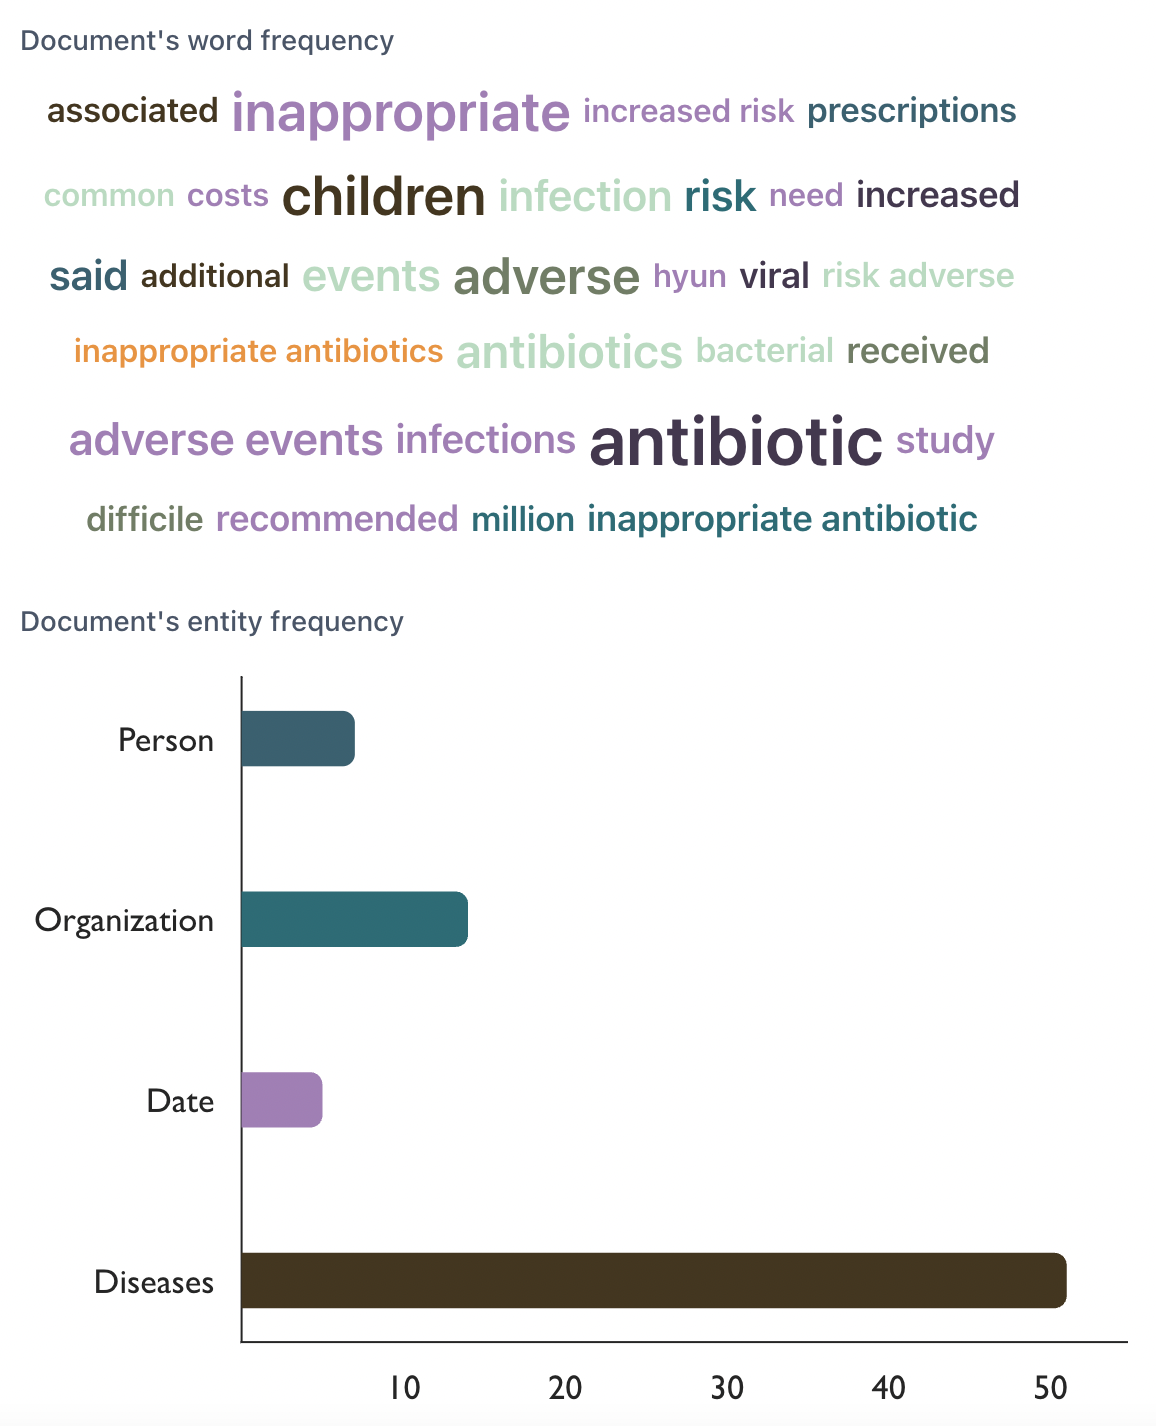 Document's word frequency
associated inappropriate increased risk prescriptions
common costs children infection risk need increased
said additional events adverse hyun viral risk adverse
inappropriate antibiotics antibiotics bacterial received
adverse events infections antibiotic study
difficile recommended million inappropriate antibiotic
Document's entity frequency
Person
Organization
Date
Diseases
10 20 30 40 50